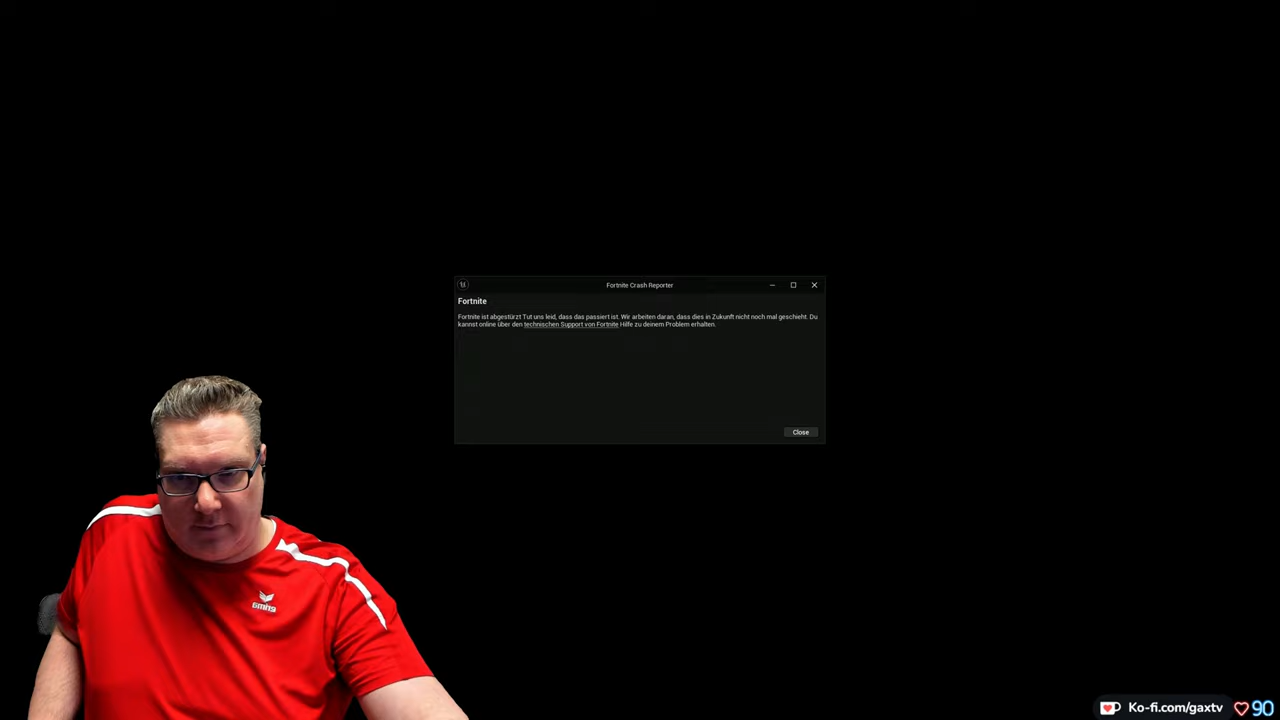 Fortnite Crash Reporter
Fortnite
Fortnite ist abgestürzt Tut uns leid, dass das passiert ist. Wir arbeiten daran, dass dies in Zukunft nicht noch mal geschieht. Du
kannst online über den technischen Support von Fortnite Hilfe zu deinem Problem erhalten.
Close
Ko-fi.com/gaxtv
90